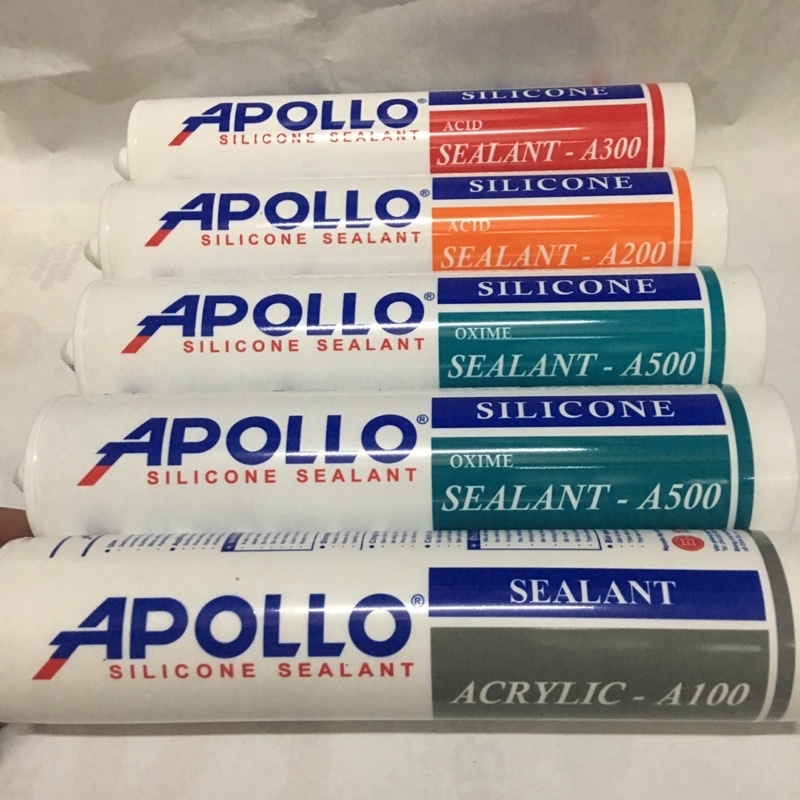 APOLLO®
SILICONE SEALANT
SILICONE
ACID
SEALANT - A300
APOLLO®
SILICONE SEALANT
SILICONE
ACID
SEALANT - A200
APOLLO®
SILICONE SEALANT
SILICONE
OXIME
SEALANT - A500
APOLLO®
SILICONE SEALANT
SILICONE
OXIME
SEALANT - A500
APOLLO®
SILICONE SEALANT
SEALANT
ACRYLIC - A100